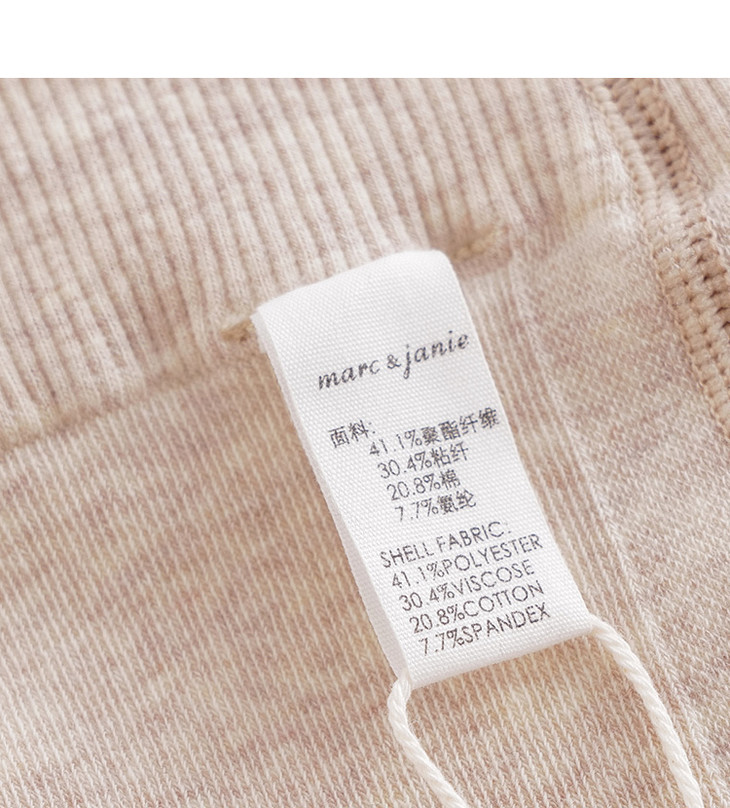 marc & janie
面料:
41.1%聚酯纤维
30.4%粘纤
20.8%棉
7.7%氨纶
SHELL FABRIC:
41.1%POLYESTER
30.4%VISCOSE
20.8%COTTON
7.7%SPANDEX